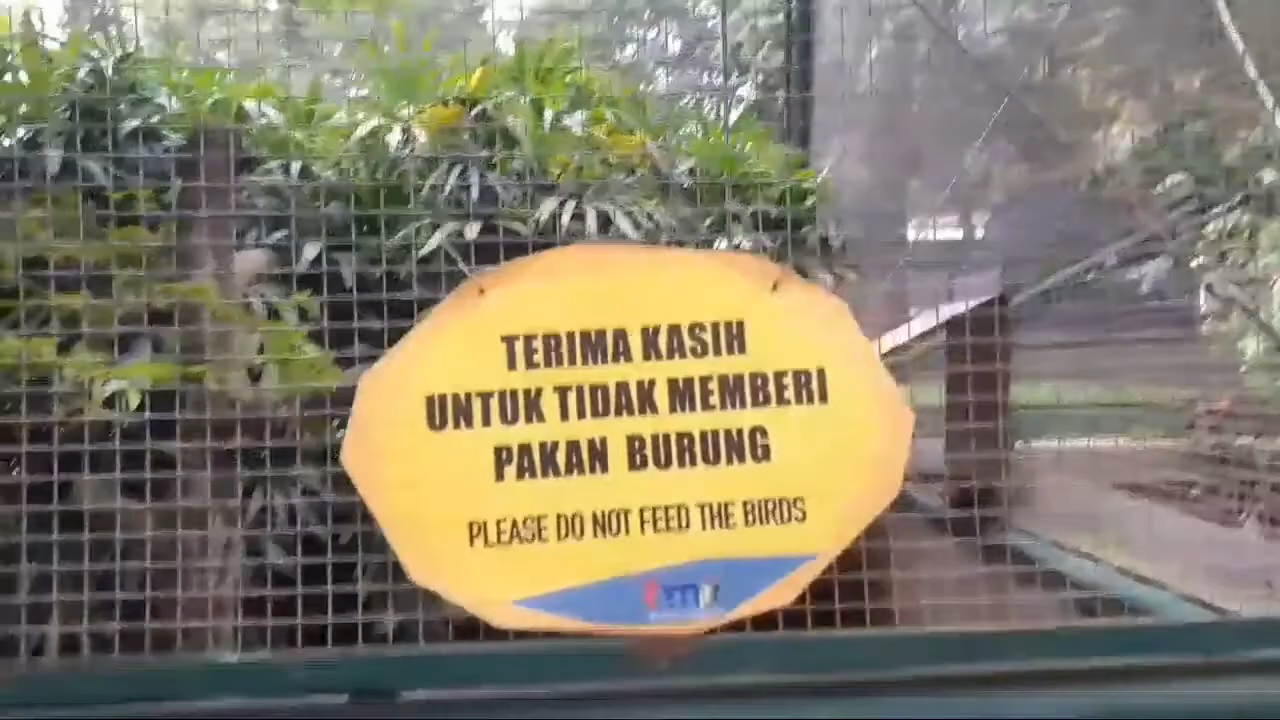 TERIMA KASIH
UNTUK TIDAK MEMBERI
PAKAN BURUNG
PLEASE DO NOT FEED THE BIRDS